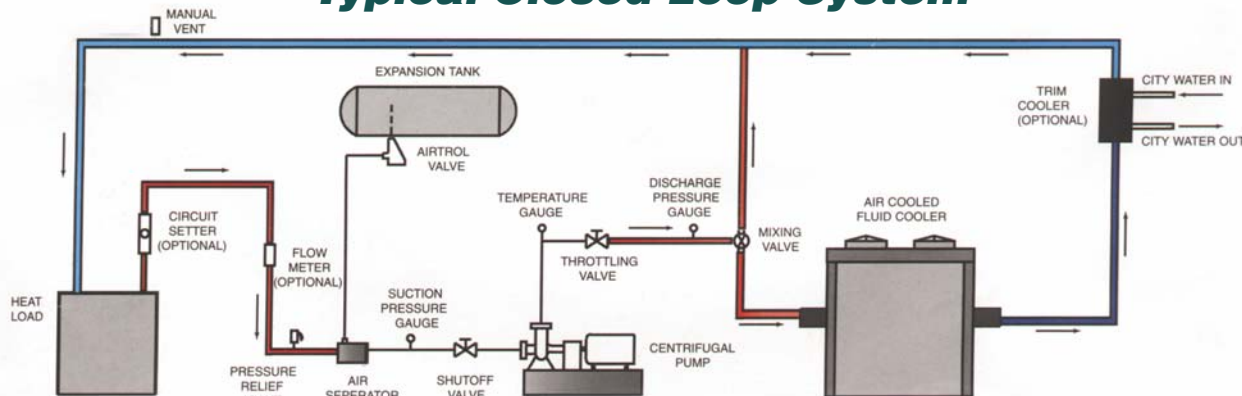 Typical Closed Loop System
MANUAL
VENT
EXPANSION TANK
AIRTROL
VALVE
TRIM
COOLER
(OPTIONAL)
CITY WATER IN
CITY WATER OUT
CIRCUIT
SETTER
(OPTIONAL)
FLOW
METER
(OPTIONAL)
TEMPERATURE
GAUGE
DISCHARGE
PRESSURE
GAUGE
AIR COOLED
FLUID COOLER
MIXING
VALVE
THROTTLING
VALVE
HEAT
LOAD
SUCTION
PRESSURE
GAUGE
CENTRIFUGAL
PUMP
PRESSURE
RELIEF
AIR
SEPERATOR
SHUTOFF
VALVE